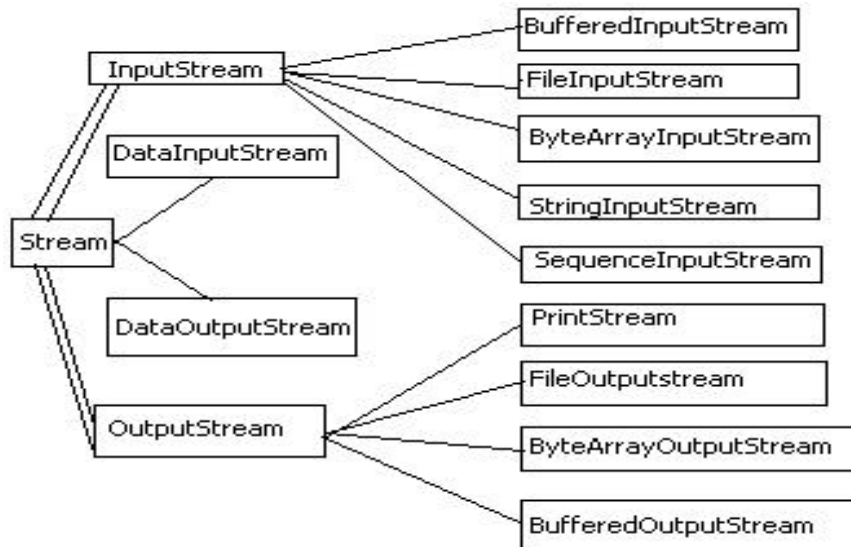 BufferedInputStream
InputStream
FileInputStream
ByteArrayInputStream
DataInputStream
StringInputStream
Stream
SequenceInputStream
PrintStream
DataOutputStream
FileOutputstream
OutputStream
ByteArrayOutputStream
BufferedOutputStream